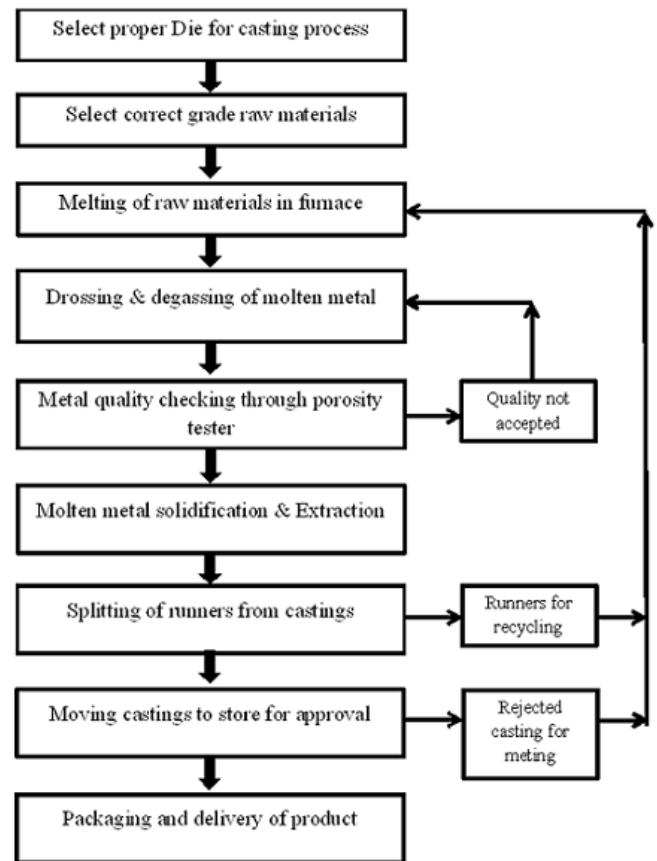 Select proper Die for casting process
Select correct grade raw materials
Melting of raw materials in furnace
Drossing & degassing of molten metal
Metal quality checking through porosity
tester
Quality not
accepted
Molten metal solidification & Extraction
Splitting of runners from castings
Runners for
recycling
Moving castings to store for approval
Rejected
casting for
meting
Packaging and delivery of product